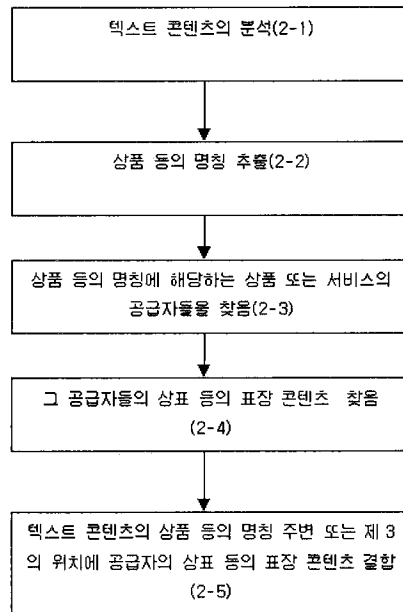 텍스트 콘텐츠의 분석(2-1)
상품 등의 명칭 추출(2-2)
상품 등의 명칭에 해당하는 상품 또는 서비스의
공급자들을 찾음(2-3)
그 공급자들의 상표 등의 표장 콘텐츠 찾음
(2-4)
텍스트 콘텐츠의 상품 등의 명칭 주변 또는 제 3
의 위치에 공급자의 상표 등의 표장 콘텐츠 결합
(2-5)